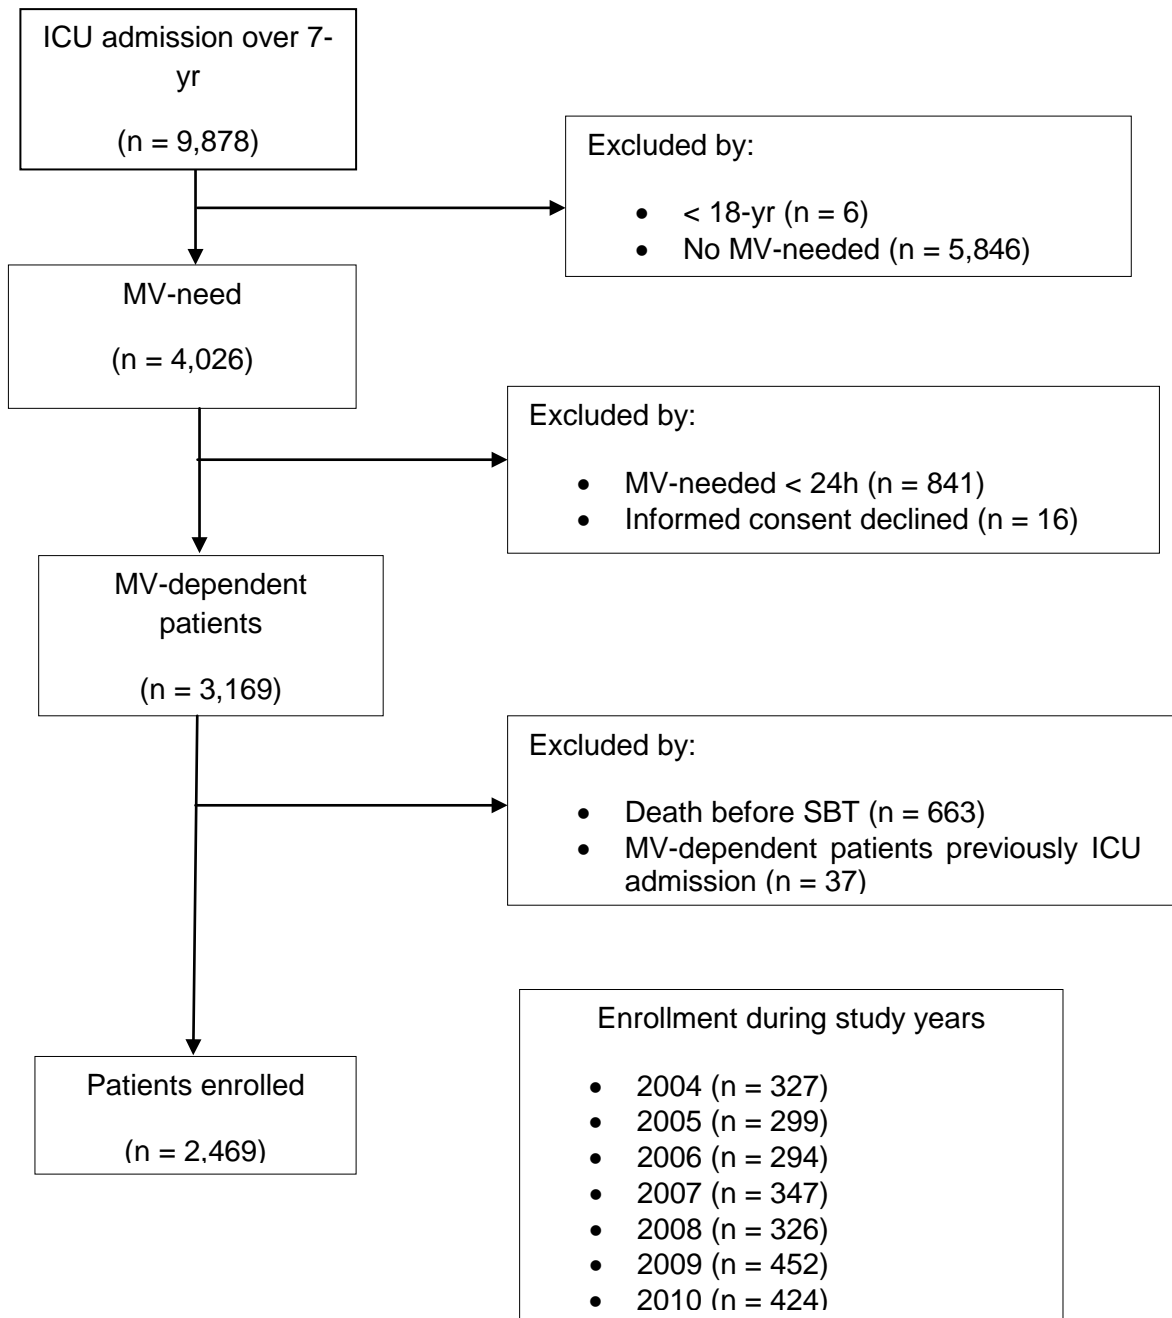 ICU admission over 7-
yr
(n = 9,878)
Excluded by:
• < 18-yr (n = 6)
• No MV-needed (n = 5,846)
MV-need
(n = 4,026)
Excluded by:
• MV-needed < 24h (n = 841)
• Informed consent declined (n = 16)
MV-dependent
patients
(n = 3,169)
Excluded by:
• Death before SBT (n = 663)
• MV-dependent patients previously ICU
admission (n = 37)
Patients enrolled
(n = 2,469)
Enrollment during study years
• 2004 (n = 327)
• 2005 (n = 299)
• 2006 (n = 294)
• 2007 (n = 347)
• 2008 (n = 326)
• 2009 (n = 452)
• 2010 (n = 424)